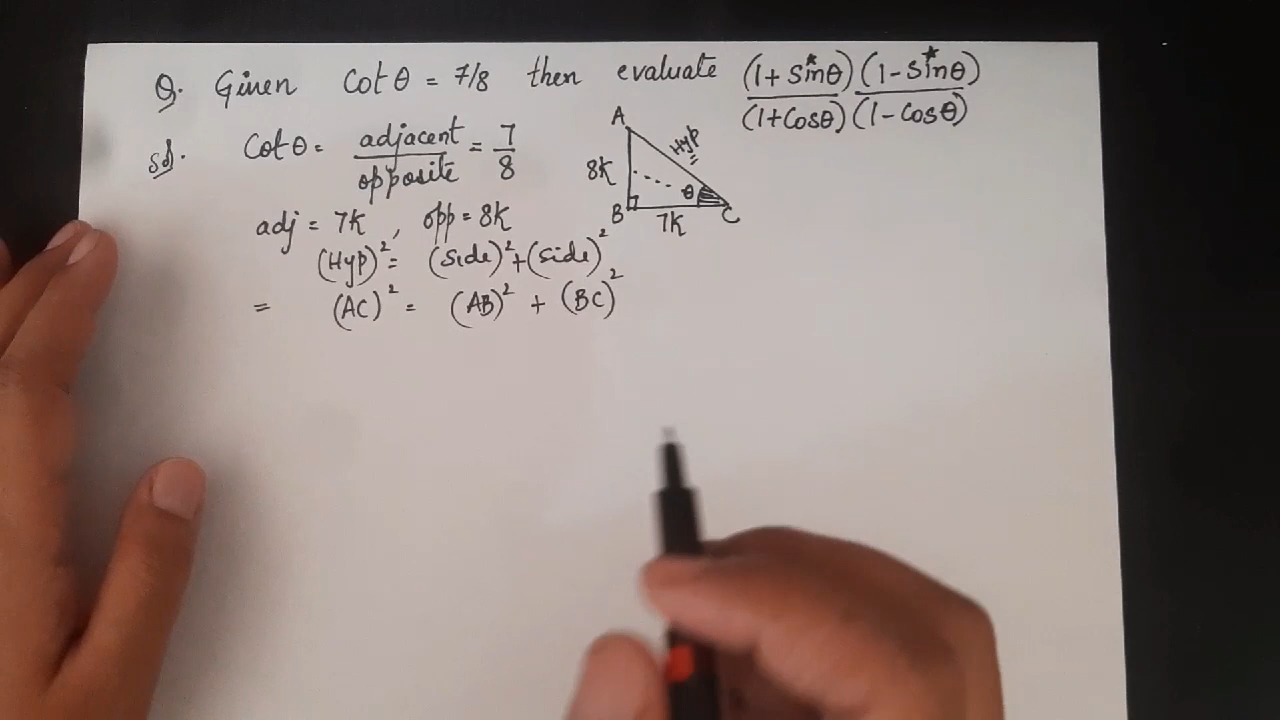 Q. Given Cot θ = 7/8 then evaluate (1 + Sinθ) (1 - Sinθ)
(1 + Cosθ) (1 - Cosθ)
Sol. Cot θ = adjacent / opposite = 7 / 8
A
Hyp
8K
θ
B
7K
C
adj = 7K , opp = 8K
(Hyp)² = (Side)² + (Side)²
= (AC)² = (AB)² + (BC)²